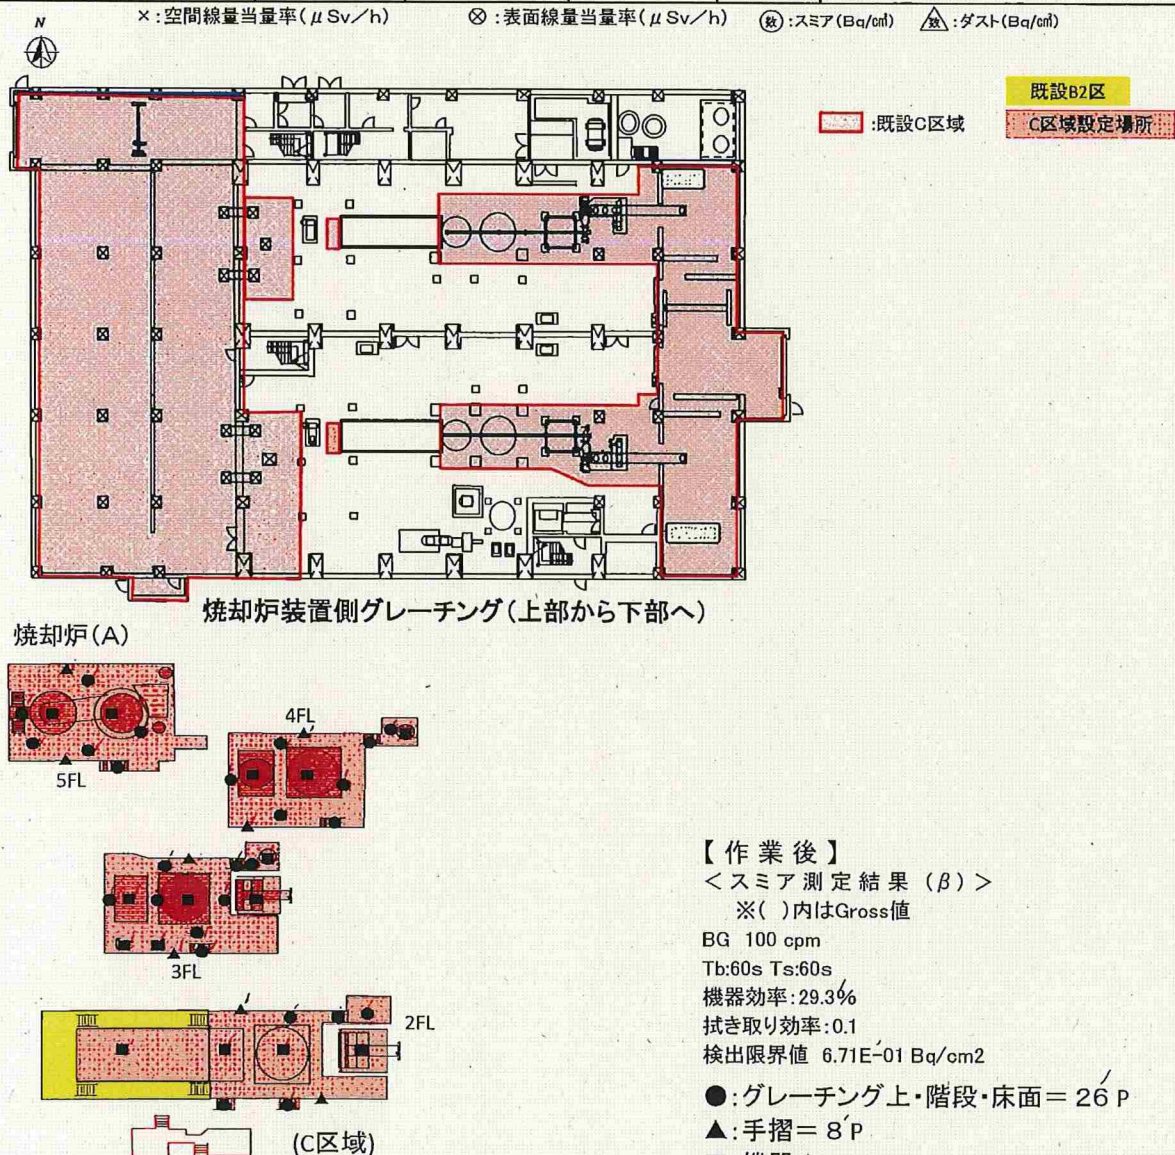 ×:空間線量当量率(μSv/h) ⊗:表面線量当量率(μSv/h) 数:スミア(Bq/㎠) 数:ダスト(Bq/㎤)
N
既設B2区
:既設C区域
C区域設定場所
焼却炉装置側グレーチング(上部から下部へ)
焼却炉(A)
4FL
5FL
3FL
2FL
(C区域)
【作業後】
<スミア測定結果(β)>
※( )内はGross値
BG 100 cpm
Tb:60s Ts:60s
機器効率:29.3%
拭き取り効率:0.1
検出限界値 6.71E-01 Bq/cm2
●:グレーチング上・階段・床面=26P
▲:手摺=8P